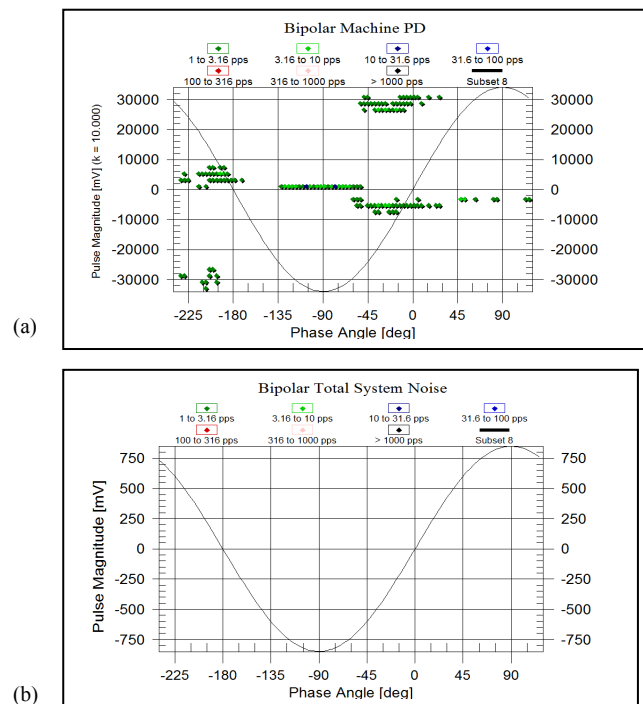 Bipolar Machine PD
1 to 3.16 pps 3.16 to 10 pps 10 to 31.6 pps 31.6 to 100 pps
100 to 316 pps 316 to 1000 pps > 1000 pps Subset 8
Pulse Magnitude [mV] (k = 10.000)
30000 30000
20000 20000
10000 10000
0 0
-10000 -10000
-20000 -20000
-30000 -30000
-225 -180 -135 -90 -45 0 45 90
Phase Angle [deg]
(a)
Bipolar Total System Noise
1 to 3.16 pps 3.16 to 10 pps 10 to 31.6 pps 31.6 to 100 pps
100 to 316 pps 316 to 1000 pps > 1000 pps Subset 8
Pulse Magnitude [mV]
750 750
500 500
250 250
0 0
-250 -250
-500 -500
-750 -750
-225 -180 -135 -90 -45 0 45 90
Phase Angle [deg]
(b)